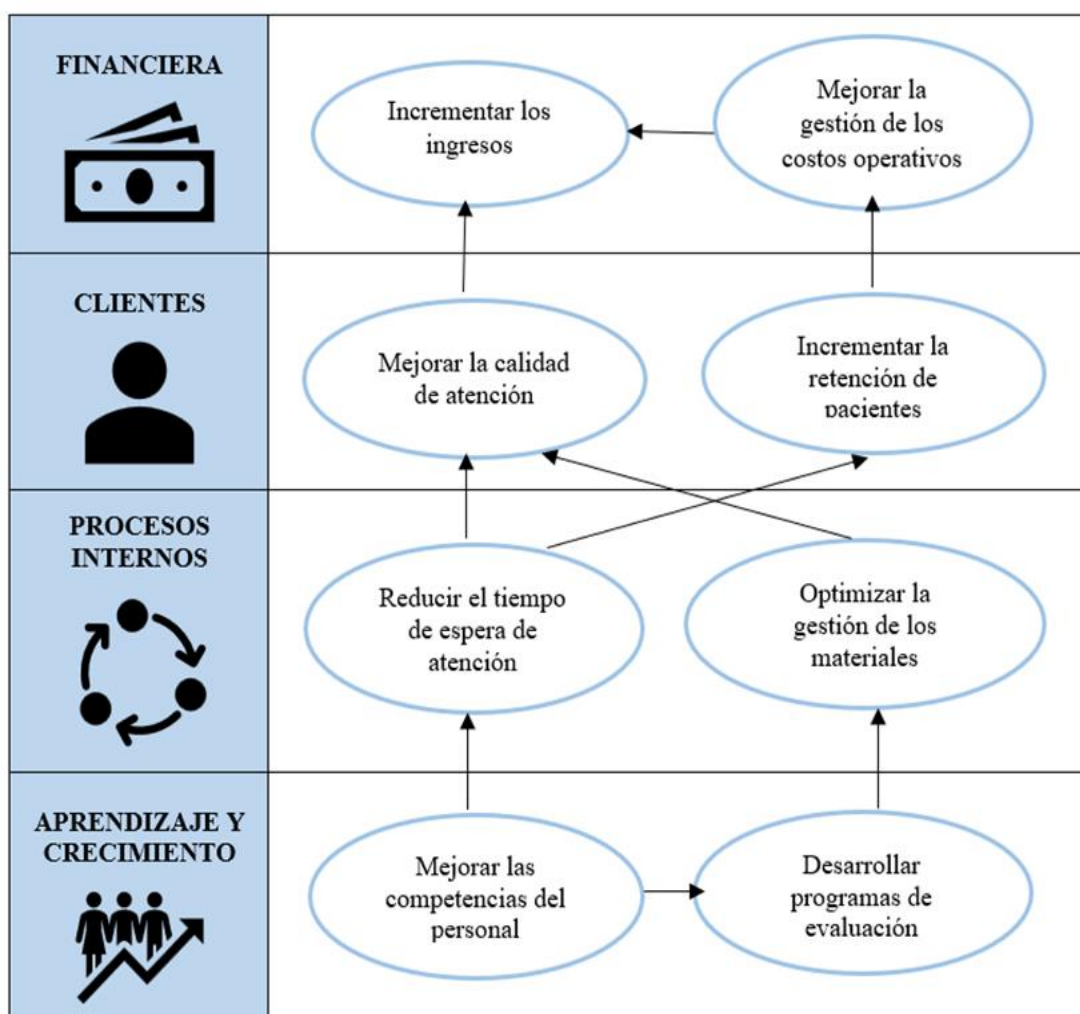 FINANCIERA
Incrementar los
ingresos
Mejorar la
gestión de los
costos operativos
CLIENTES
Mejorar la calidad
de atención
Incrementar la
retención de
pacientes
PROCESOS
INTERNOS
Reducir el tiempo
de espera de
atención
Optimizar la
gestión de los
materiales
APRENDIZAJE Y
CRECIMIENTO
Mejorar las
competencias del
personal
Desarrollar
programas de
evaluación